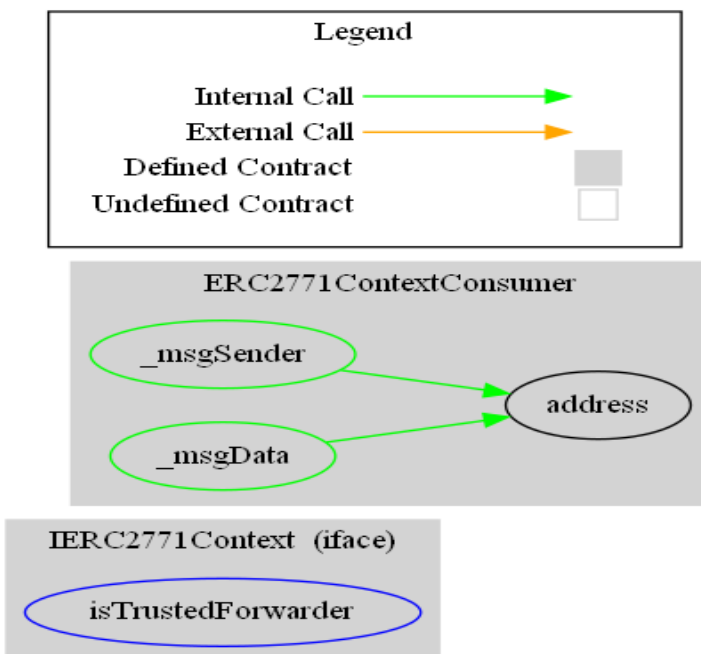 Legend
Internal Call
External Call
Defined Contract
Undefined Contract
ERC2771ContextConsumer
_msgSender
address
_msgData
IERC2771Context (iface)
isTrustedForwarder